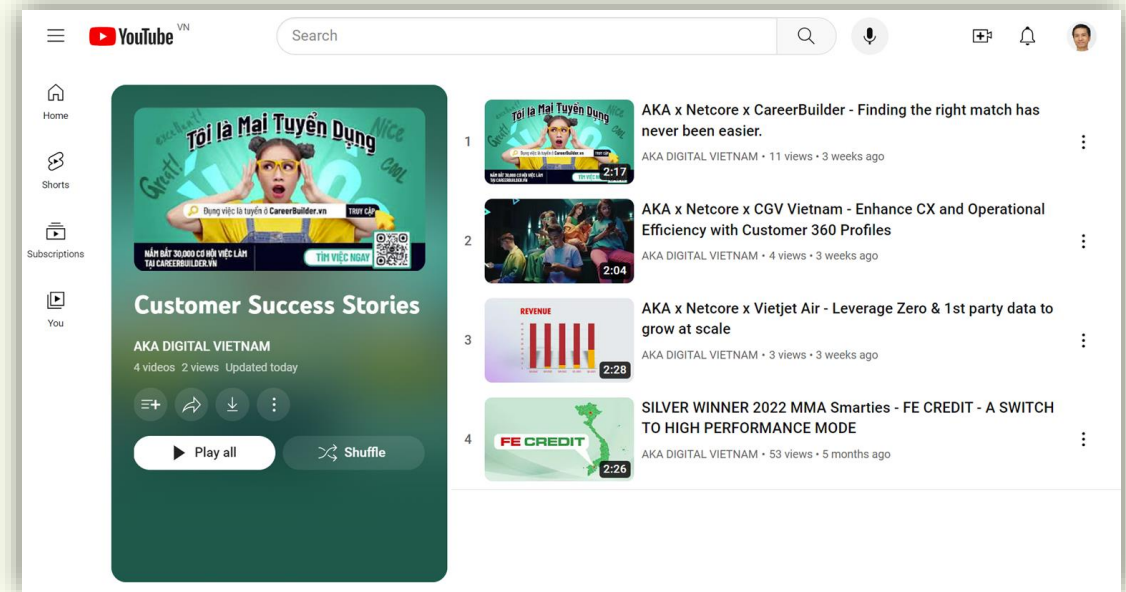 YouTube VN
Search
Home
Shorts
Subscriptions
You
excellent!
Great!
Nice
COOL
Tôi là Mại Tuyển Dụng
Đụng việc là tuyển ở CareerBuilder.vn
TRUY CẬP
NẮM BẮT 30,000 CƠ HỘI VIỆC LÀM
TẠI CAREERBUILDER.VN
TÌM VIỆC NGAY
Customer Success Stories
AKA DIGITAL VIETNAM
4 videos 2 views Updated today
Play all
Shuffle
1
Tôi là Mại Tuyển Dụng
2:17
AKA x Netcore x CareerBuilder - Finding the right match has
never been easier.
AKA DIGITAL VIETNAM • 11 views • 3 weeks ago
2
2:04
AKA x Netcore x CGV Vietnam - Enhance CX and Operational
Efficiency with Customer 360 Profiles
AKA DIGITAL VIETNAM • 4 views • 3 weeks ago
3
REVENUE
2:28
AKA x Netcore x Vietjet Air - Leverage Zero & 1st party data to
grow at scale
AKA DIGITAL VIETNAM • 3 views • 3 weeks ago
4
FE CREDIT
2:26
SILVER WINNER 2022 MMA Smarties - FE CREDIT - A SWITCH
TO HIGH PERFORMANCE MODE
AKA DIGITAL VIETNAM • 53 views • 5 months ago